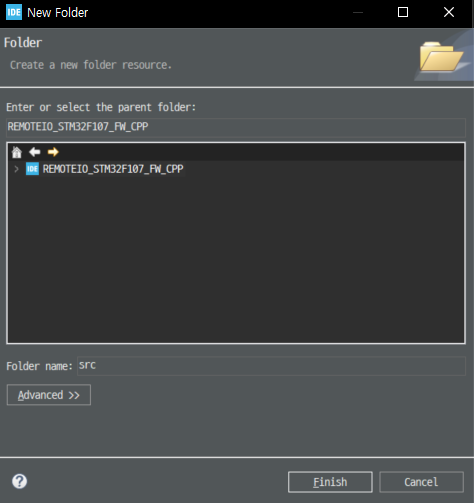 IDE New Folder
Folder
Create a new folder resource.
Enter or select the parent folder:
REMOTEIO_STM32F107_FW_CPP
IDE REMOTEIO_STM32F107_FW_CPP
Folder name: src
Advanced >>
? Finish Cancel